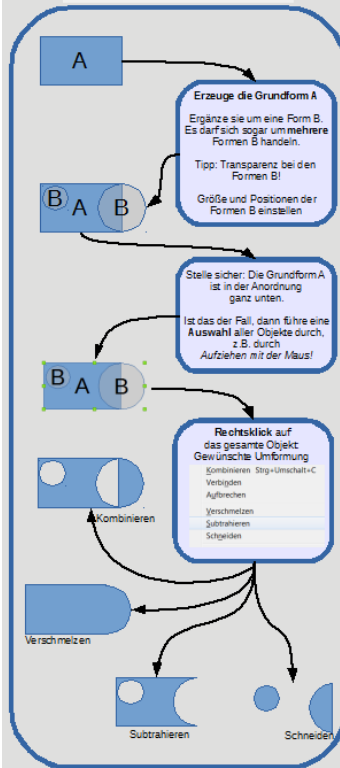 A
Erzeuge die Grundform A
Ergänze sie um eine Form B.
Es darf sich sogar um mehrere
Formen B handeln.
Tipp: Transparenz bei den
Formen B!
Größe und Positionen der
Formen B einstellen
B A B
Stelle sicher: Die Grundform A
ist in der Anordnung
ganz unten.
Ist das der Fall, dann führe eine
Auswahl aller Objekte durch,
z.B. durch
Aufziehen mit der Maus!
B A B
Rechtsklick auf
das gesamte Objekt:
Gewünschte Umformung
Kombinieren Strg+Umschalt+C
Verbinden
Aufbrechen
Verschmelzen
Subtrahieren
Schneiden
Kombinieren
Verschmelzen
Subtrahieren
Schneiden